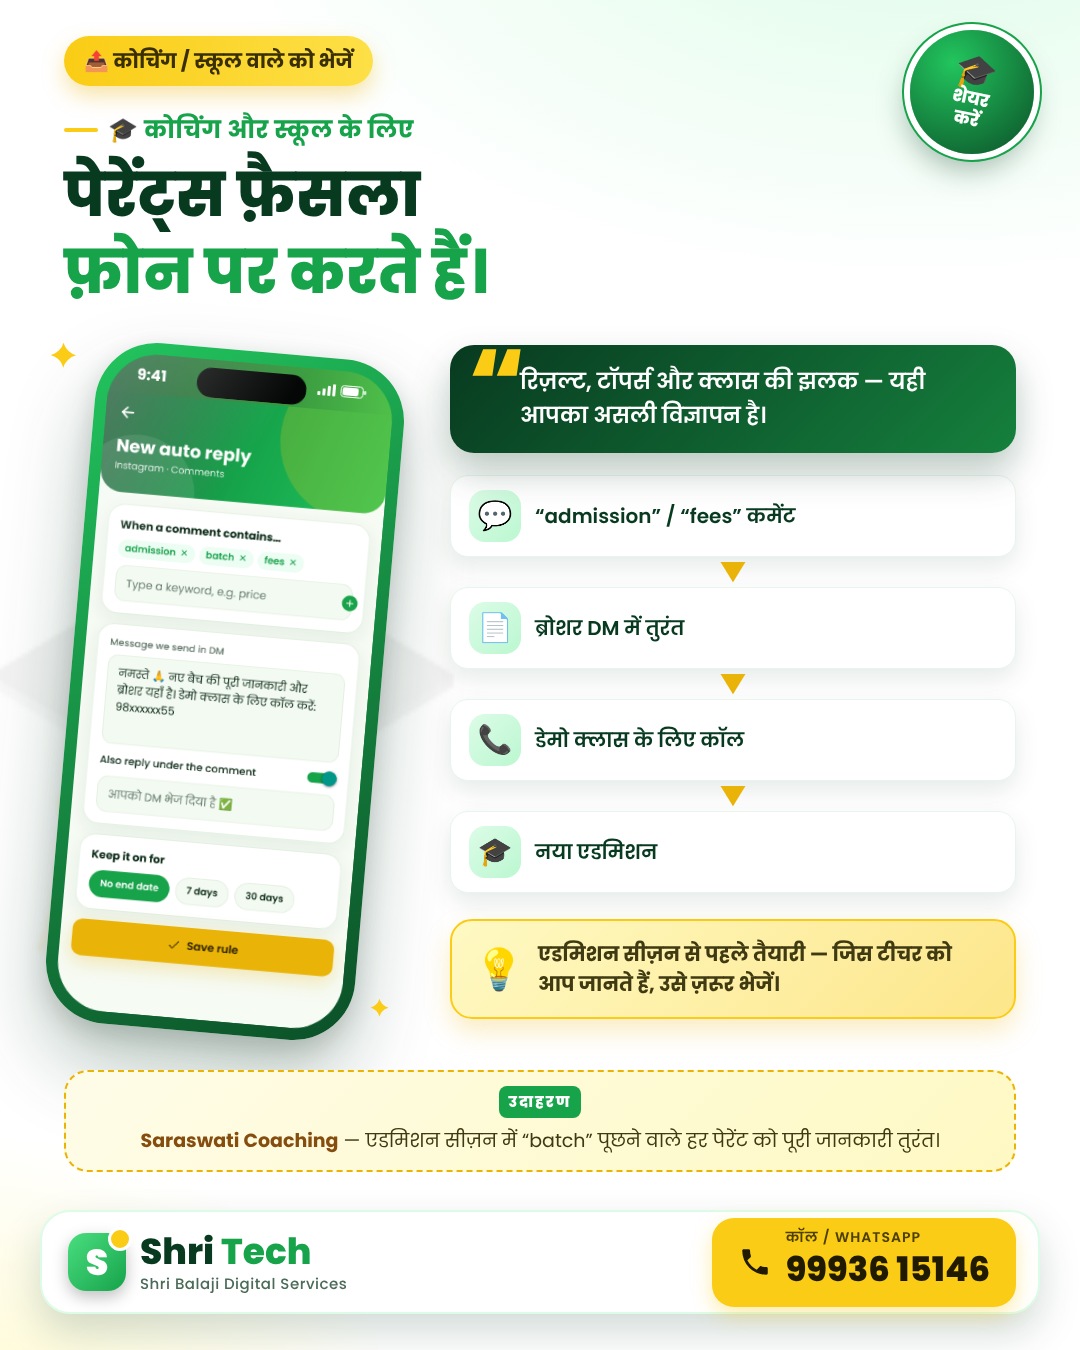 📤 कोचिंग / स्कूल वाले को भेजें
🎓 शेयर
करें
🎓 कोचिंग और स्कूल के लिए
पेरेंट्स फ़ैसला
फ़ोन पर करते हैं।
9:41
New auto reply
Instagram · Comments
When a comment contains...
admission × batch × fees ×
Type a keyword, e.g. price
Message we send in DM
नमस्ते 🙏 नए बैच की पूरी जानकारी और
ब्रोशर यहाँ है। डेमो क्लास के लिए कॉल करें:
98xxxxxx55
Also reply under the comment
आपको DM भेज दिया है ✅
Keep it on for
No end date 7 days 30 days
✓ Save rule
रिज़ल्ट, टॉपर्स और क्लास की झलक — यही
आपका असली विज्ञापन है।
“admission” / “fees” कमेंट
ब्रोशर DM में तुरंत
डेमो क्लास के लिए कॉल
नया एडमिशन
एडमिशन सीज़न से पहले तैयारी — जिस टीचर को
आप जानते हैं, उसे ज़रूर भेजें।
उदाहरण
Saraswati Coaching — एडमिशन सीज़न में “batch” पूछने वाले हर पेरेंट को पूरी जानकारी तुरंत।
S
Shri Tech
Shri Balaji Digital Services
कॉल / WHATSAPP
99936 15146